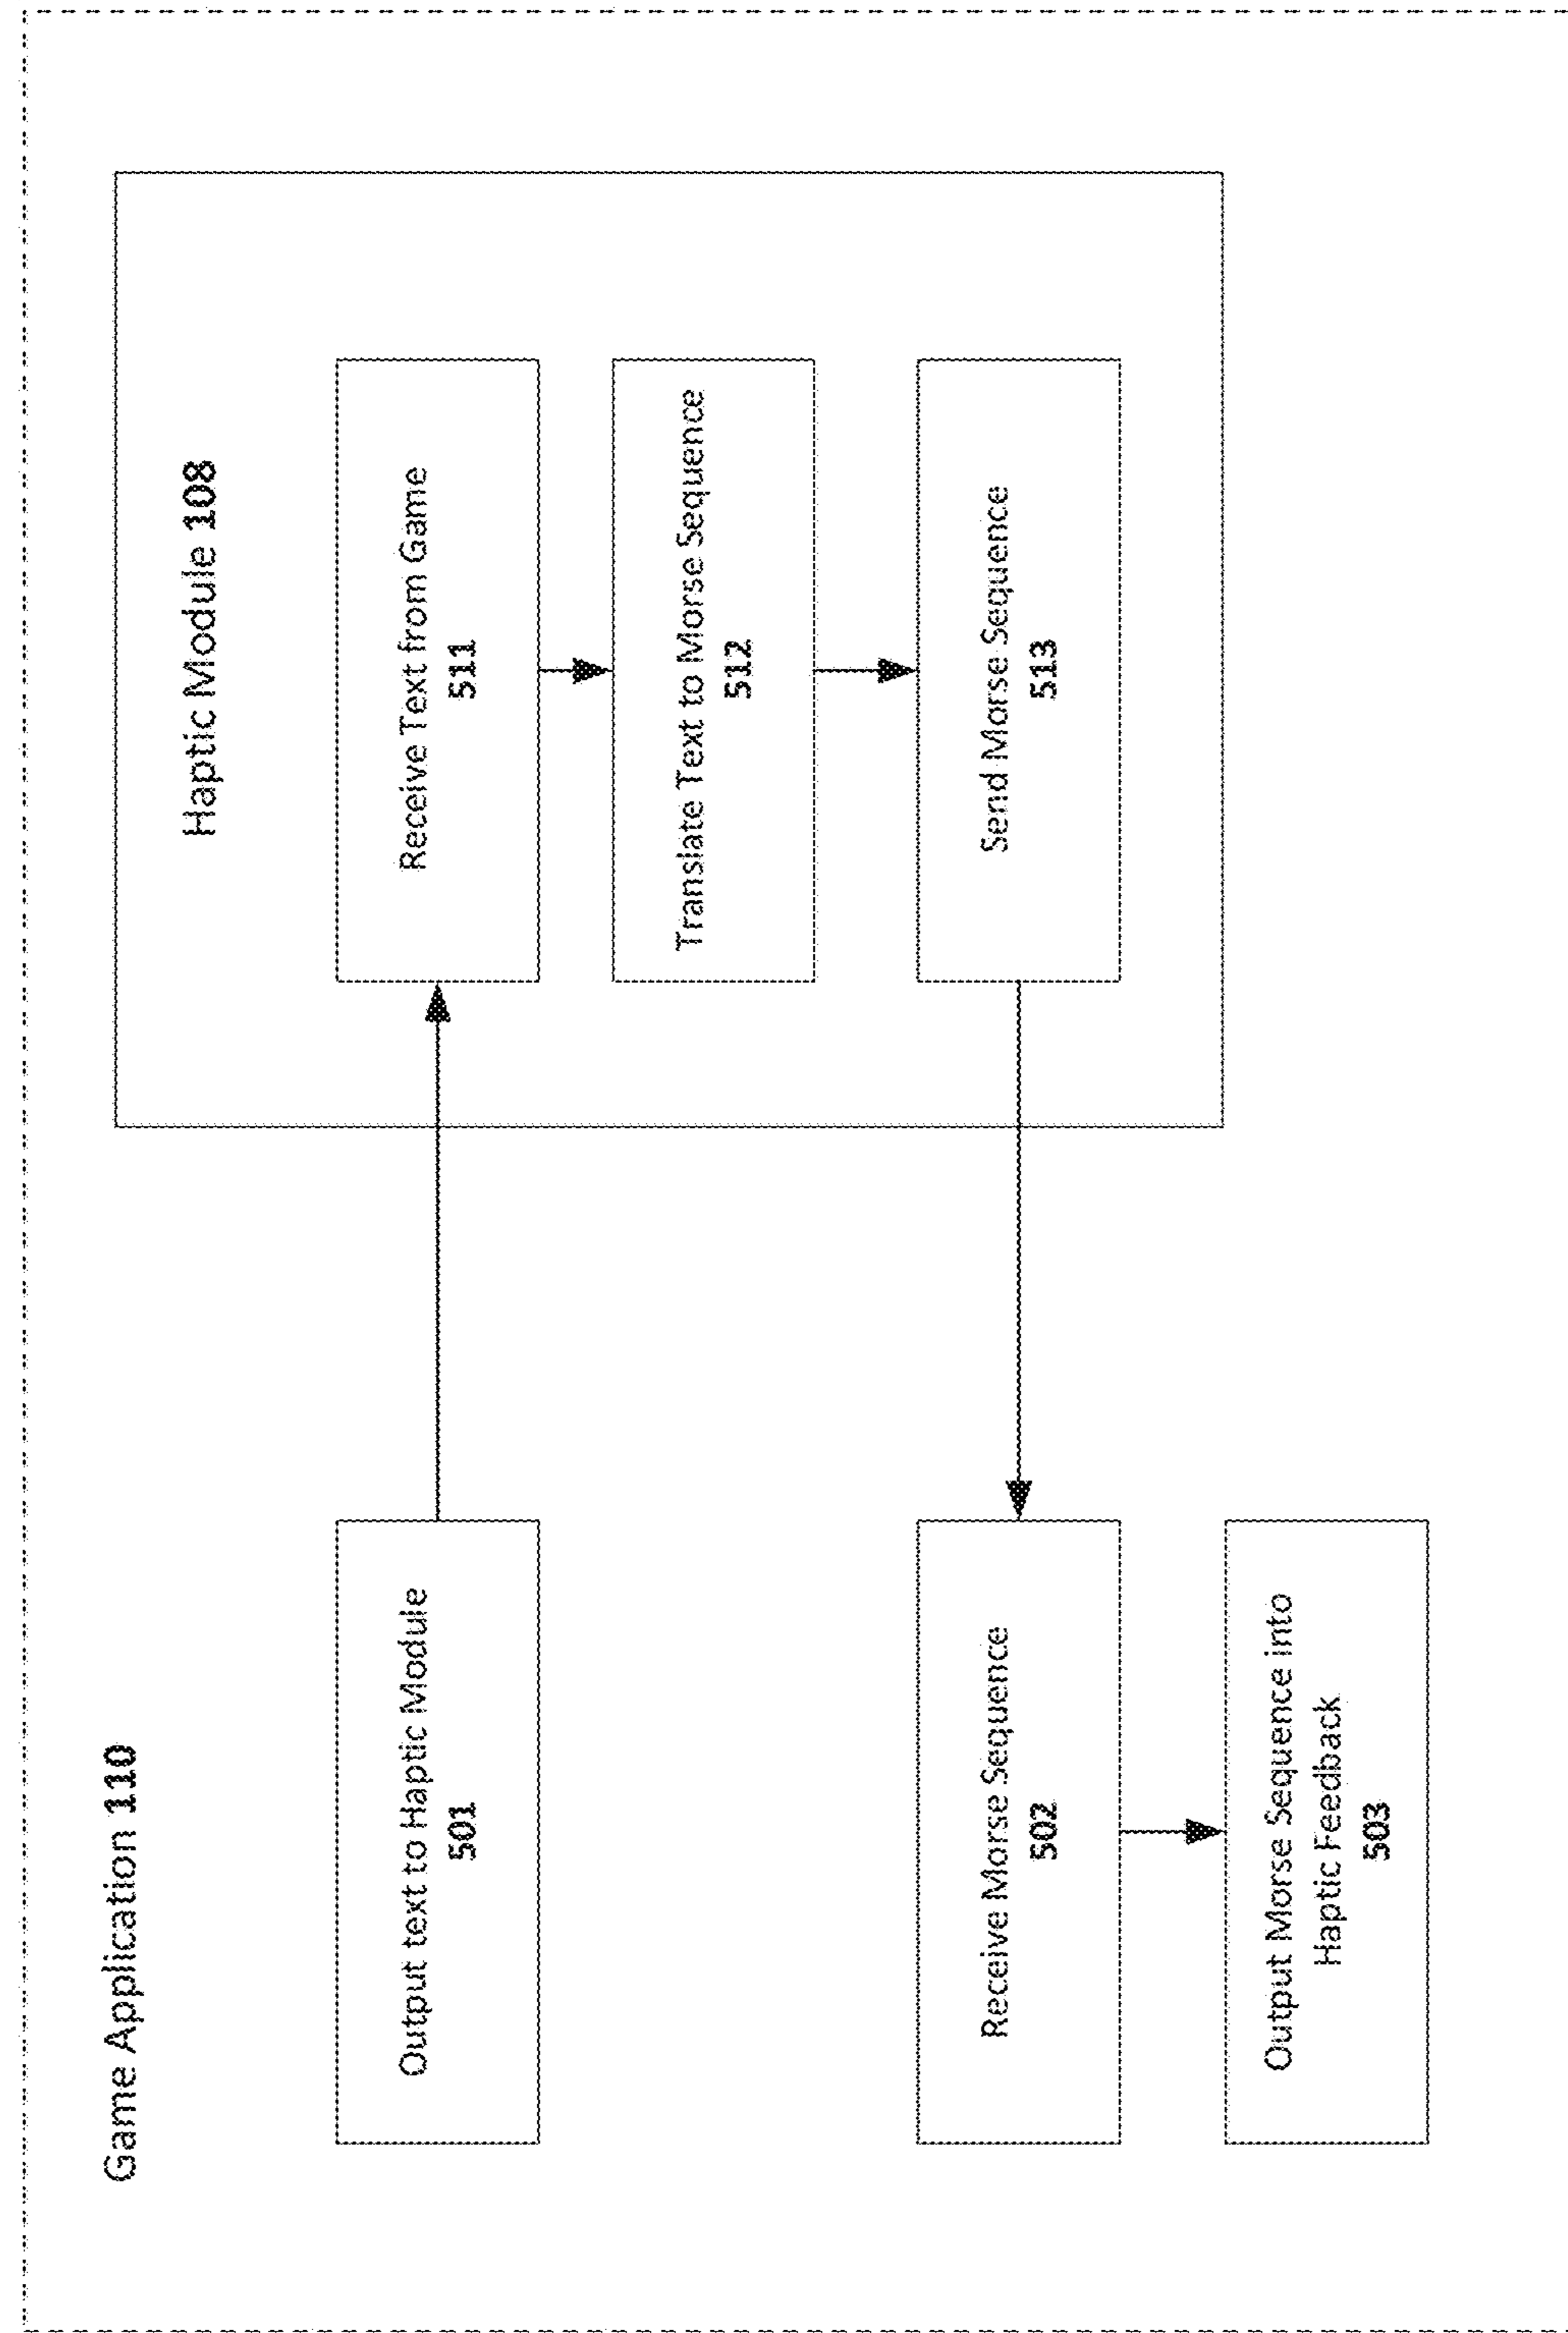 Game Application 110
Haptic Module 108
Output text to Haptic Module
501
Receive Text from Game
511
Translate Text to Morse Sequence
512
Send Morse Sequence
513
Receive Morse Sequence
502
Output Morse Sequence into
Haptic Feedback
503